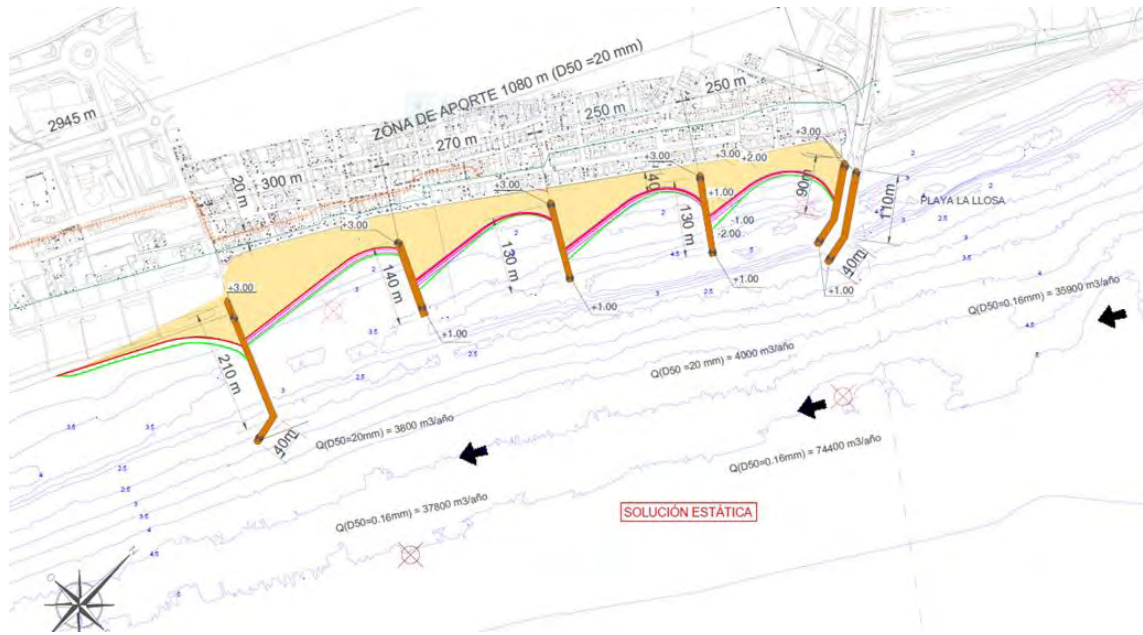 ZÓNA DE APORTE 1080 m (D50 =20 mm)
2945 m
20 m
300 m
270 m
250 m
250 m
+3.00
+3.00
+3.00
+3.00
+3.00
+2.00
+3.00
40
+1.00
-1.00
-2.00
90m
110m
PLAYA LA LLOSA
130 m
130 m
140 m
210 m
40m
40m
+1.00
+1.00
+1.00
+1.00
Q(D50=0.16mm) = 35900 m3/año
Q(D50 =20 mm) = 4000 m3/año
Q(D50=20mm) = 3800 m3/año
Q(D50=0.16mm) = 74400 m3/año
Q(D50=0.16mm) = 37800 m3/año
SOLUCIÓN ESTÁTICA